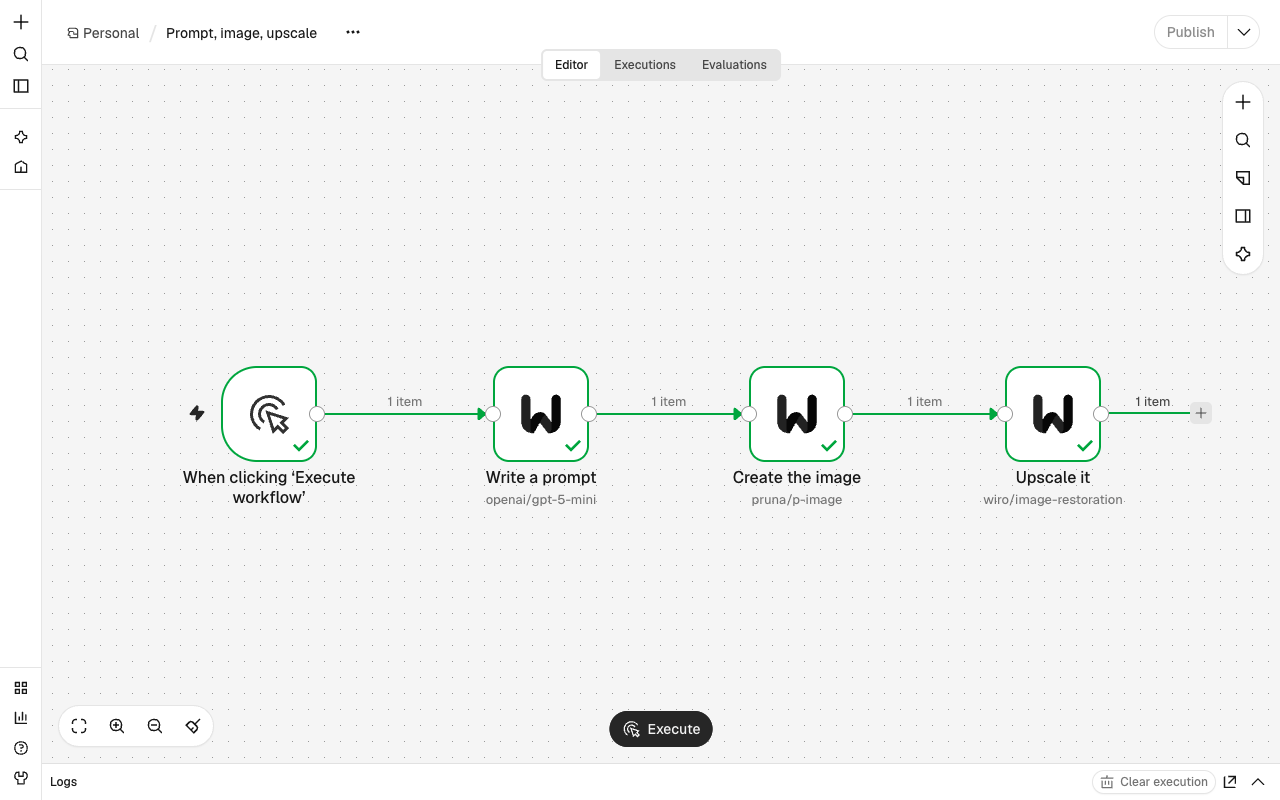 Personal / Prompt, image, upscale
Publish
Editor Executions Evaluations
1 item 1 item 1 item 1 item
When clicking ‘Execute workflow’
Write a prompt
openai/gpt-5-mini
Create the image
pruna/p-image
Upscale it
wiro/image-restoration
Execute
Logs
Clear execution